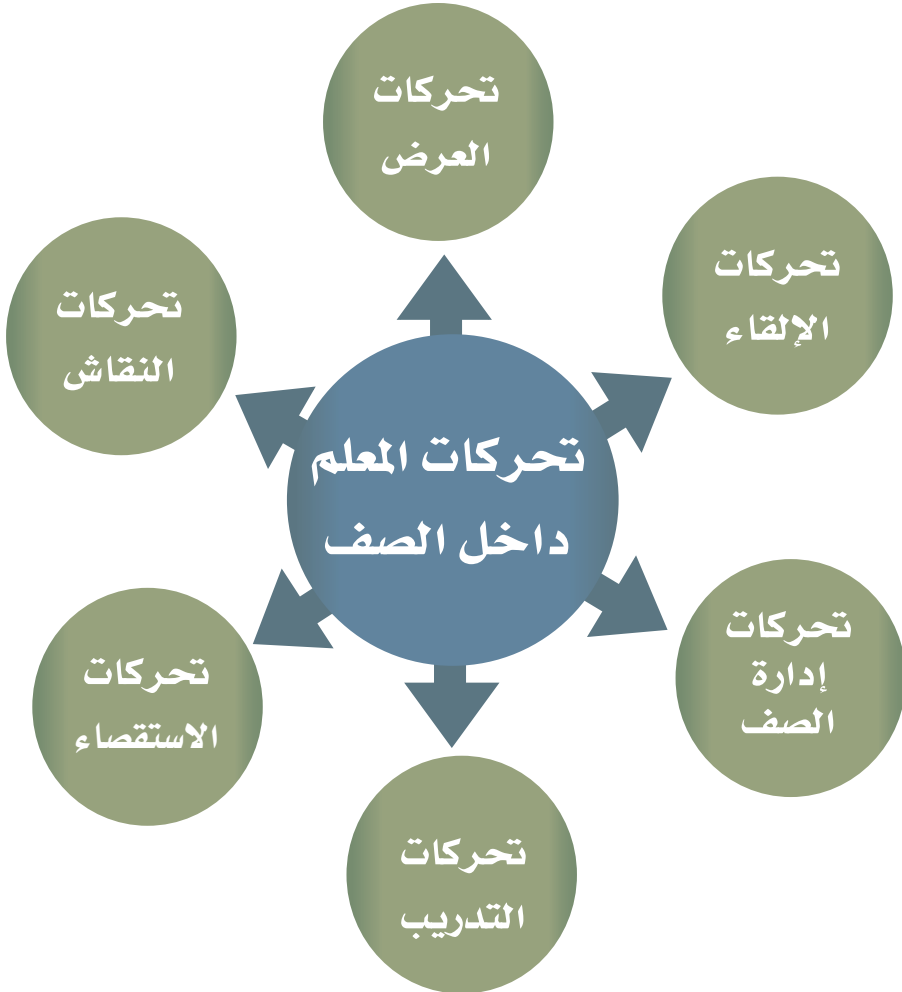 تحركات
العرض
تحركات
الإلقاء
تحركات
النقاش
تحركات المعلم
داخل الصف
تحركات
إدارة
الصف
تحركات
الاستقصاء
تحركات
التدريب